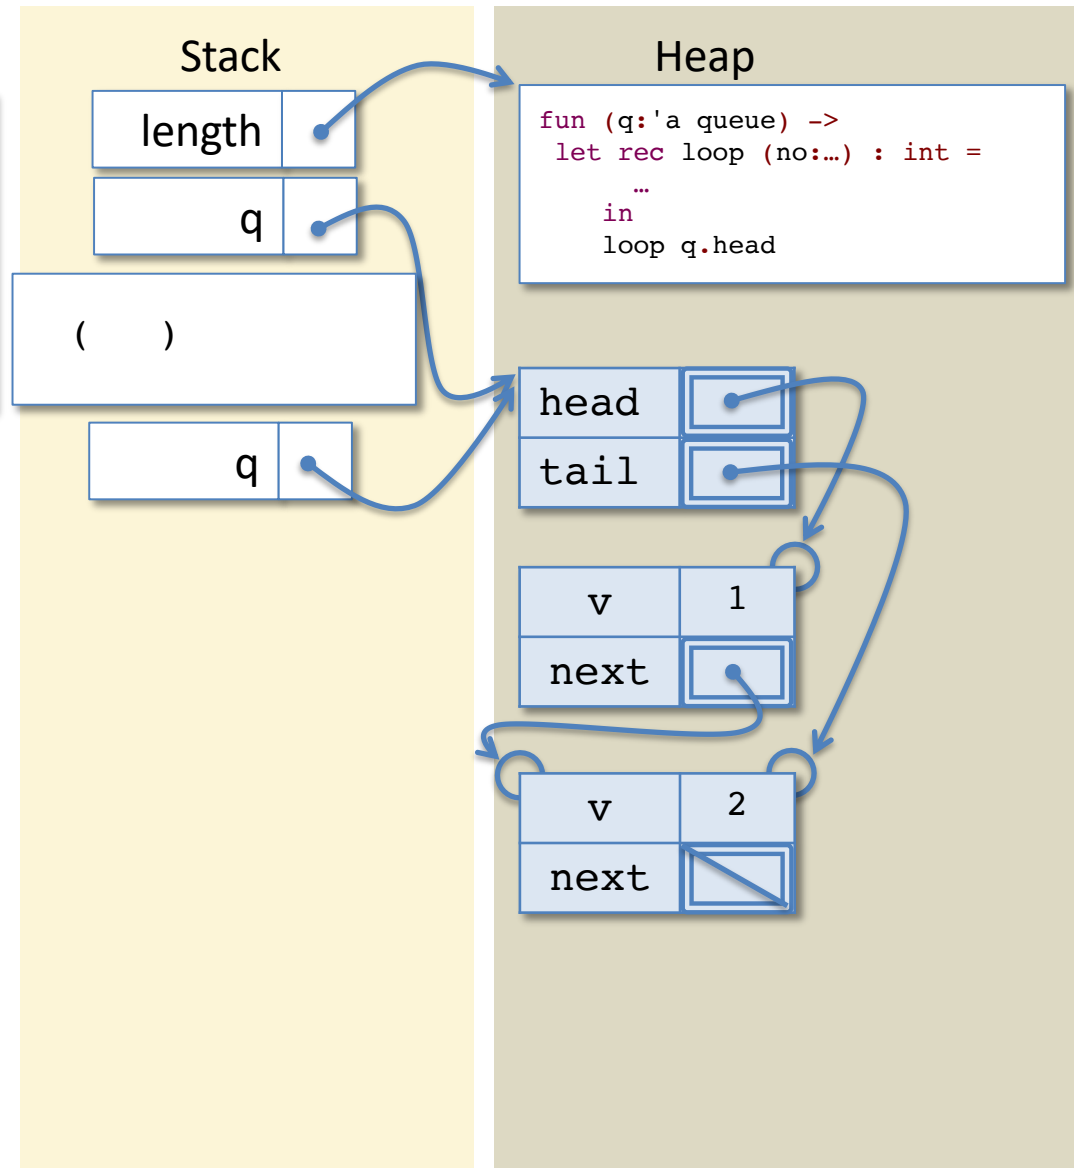 Stack
Heap
length
fun (q:'a queue) ->
let rec loop (no:…) : int =
…
in
loop q.head
q
( )
head
tail
q
v 1
next
v 2
next